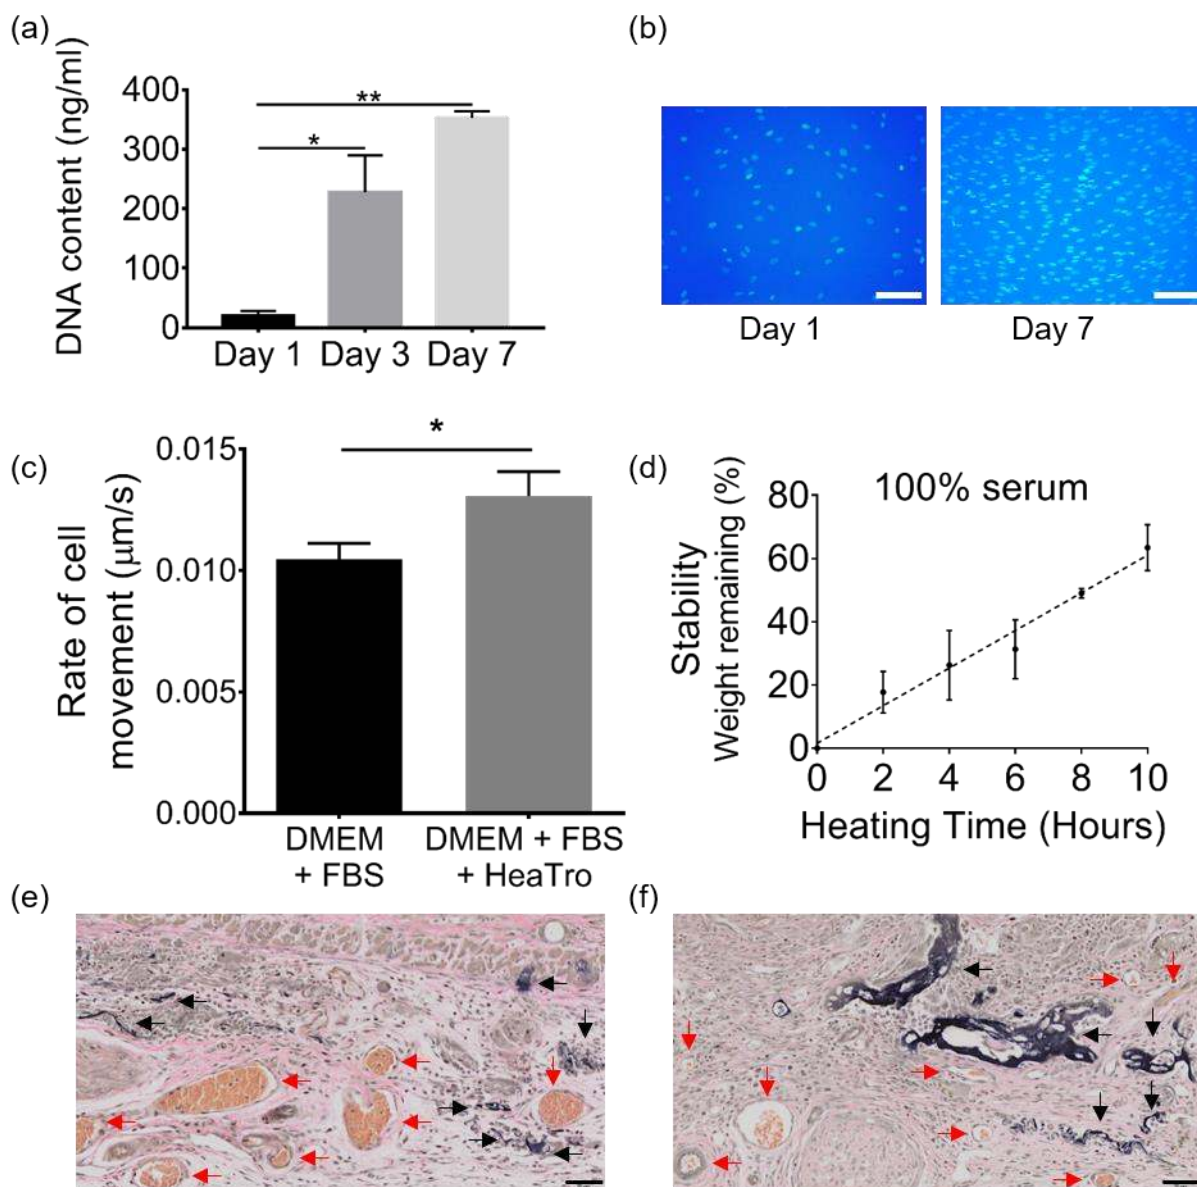 (a)
DNA content (ng/ml)
400
300
200
100
0
**
*
Day 1
Day 3
Day 7
(b)
Day 1
Day 7
(c)
Rate of cell
movement (μm/s)
0.015
0.010
0.005
0.000
*
DMEM
+ FBS
DMEM + FBS
+ HeaTro
(d)
100% serum
Stability
Weight remaining (%)
80
60
40
20
0
0
2
4
6
8
10
Heating Time (Hours)
(e)
(f)